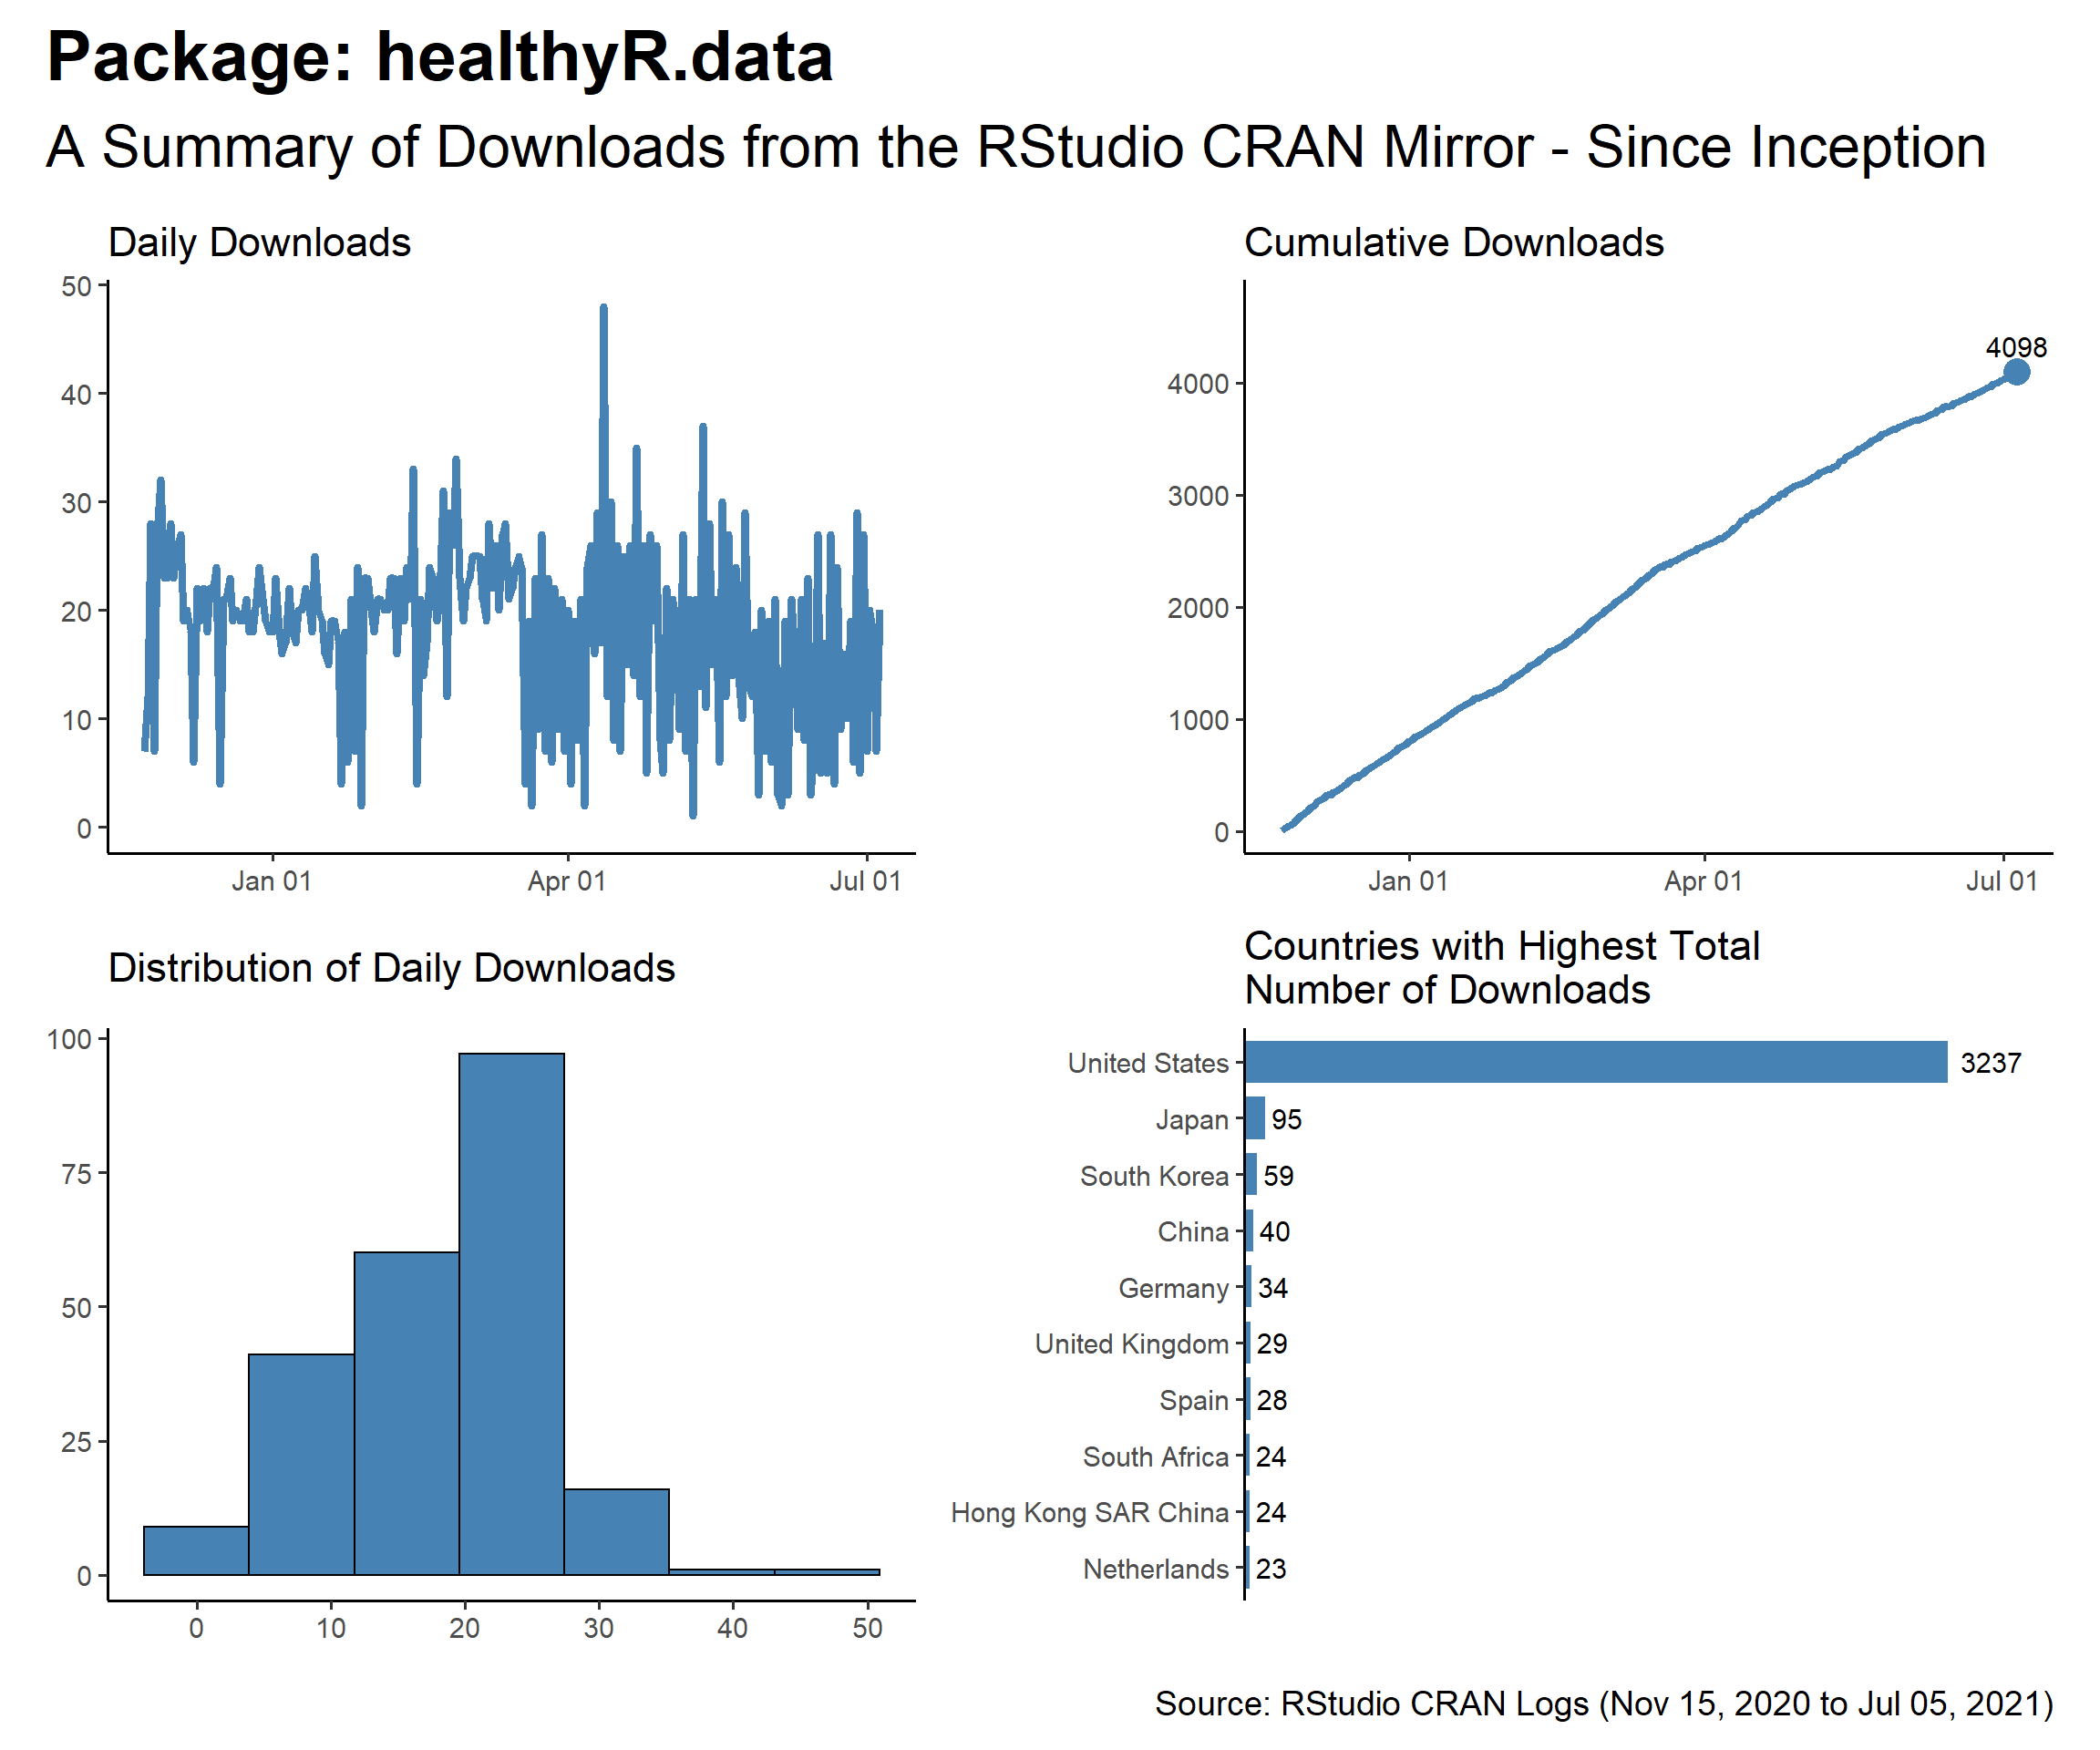 Package: healthyR.data
A Summary of Downloads from the RStudio CRAN Mirror - Since Inception
Daily Downloads
50
40
30
20
10
0
Jan 01 Apr 01 Jul 01
Cumulative Downloads
4098
4000
3000
2000
1000
0
Jan 01 Apr 01 Jul 01
Distribution of Daily Downloads
100
75
50
25
0
0 10 20 30 40 50
Countries with Highest Total
Number of Downloads
United States 3237
Japan 95
South Korea 59
China 40
Germany 34
United Kingdom 29
Spain 28
South Africa 24
Hong Kong SAR China 24
Netherlands 23
Source: RStudio CRAN Logs (Nov 15, 2020 to Jul 05, 2021)